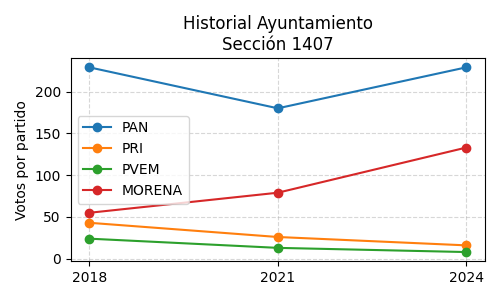 Historial Ayuntamiento
Sección 1407
Votos por partido
200
150
100
50
0
PAN
PRI
PVEM
MORENA
2018
2021
2024